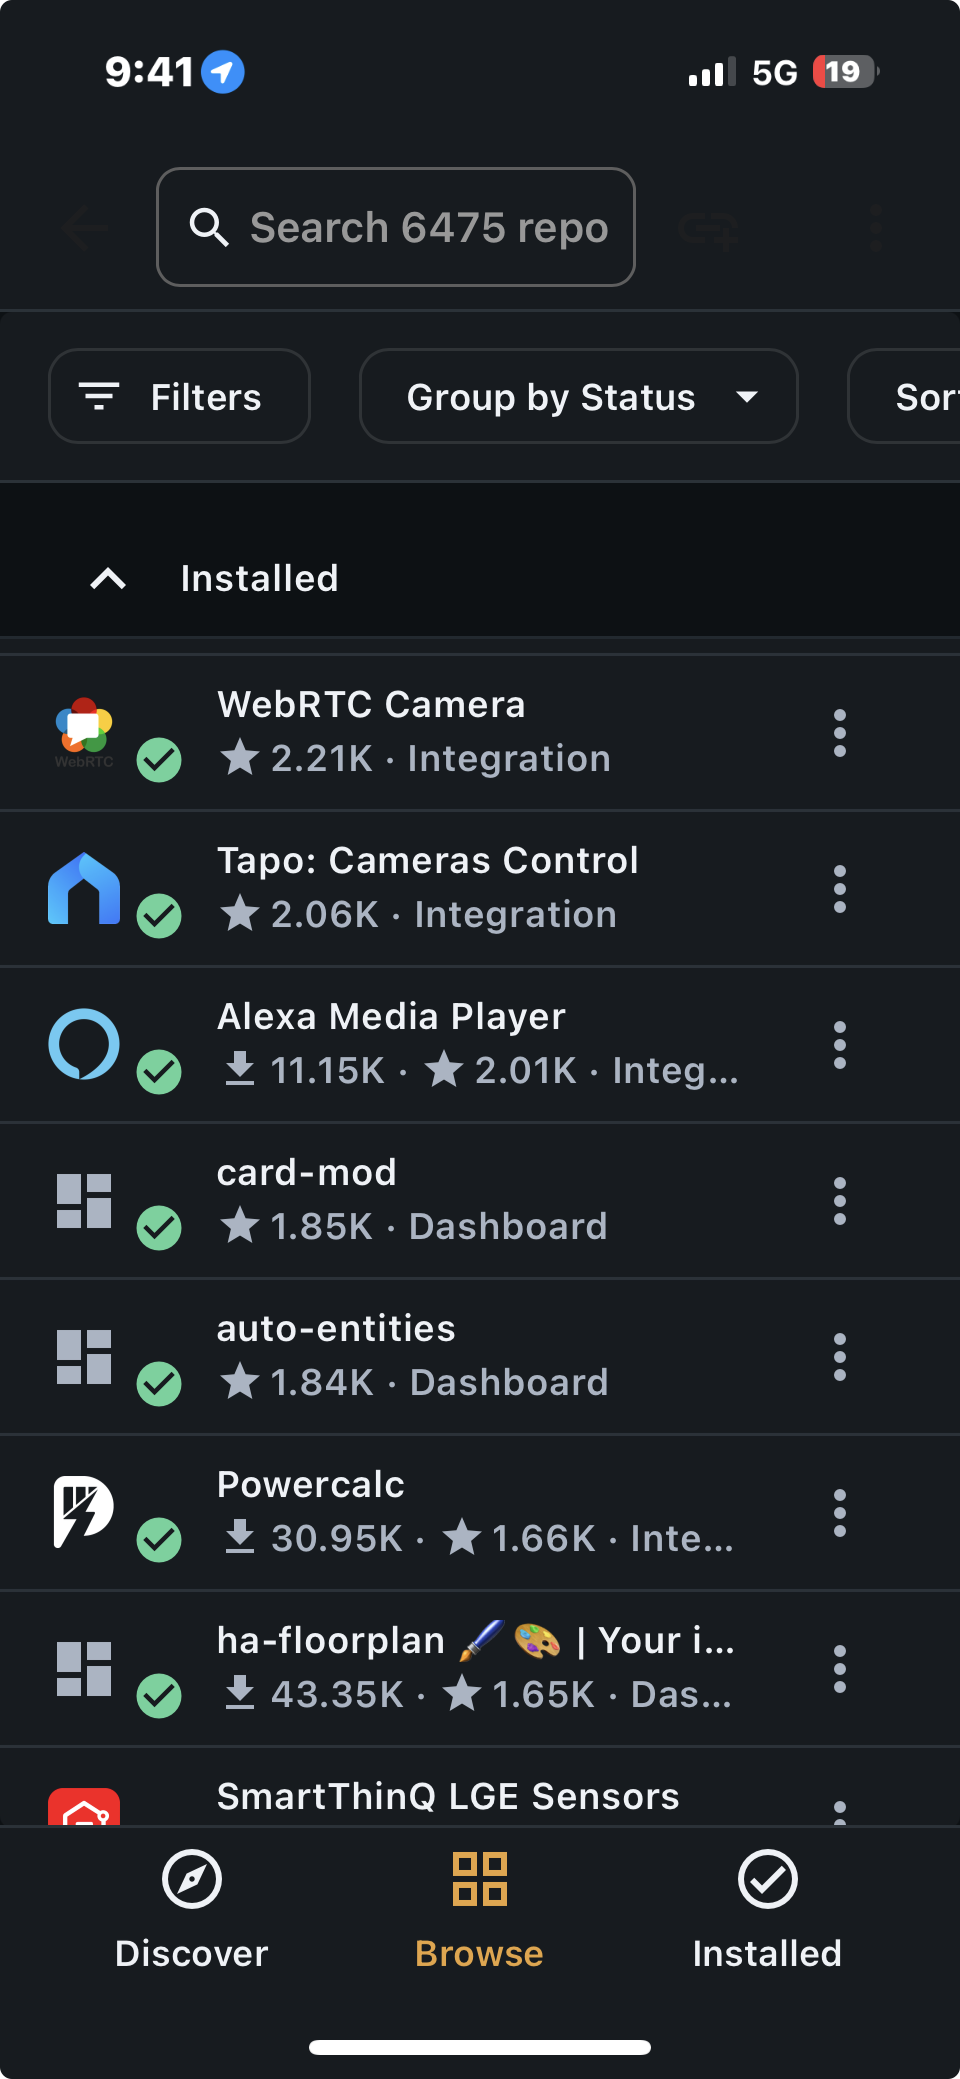 9:41
5G 19
Search 6475 repo
Filters
Group by Status
Sor
Installed
WebRTC
WebRTC Camera
2.21K · Integration
Tapo: Cameras Control
2.06K · Integration
Alexa Media Player
11.15K · 2.01K · Integ...
card-mod
1.85K · Dashboard
auto-entities
1.84K · Dashboard
Powercalc
30.95K · 1.66K · Inte...
ha-floorplan 🖌️🎨 | Your i...
43.35K · 1.65K · Das...
SmartThinQ LGE Sensors
Discover
Browse
Installed